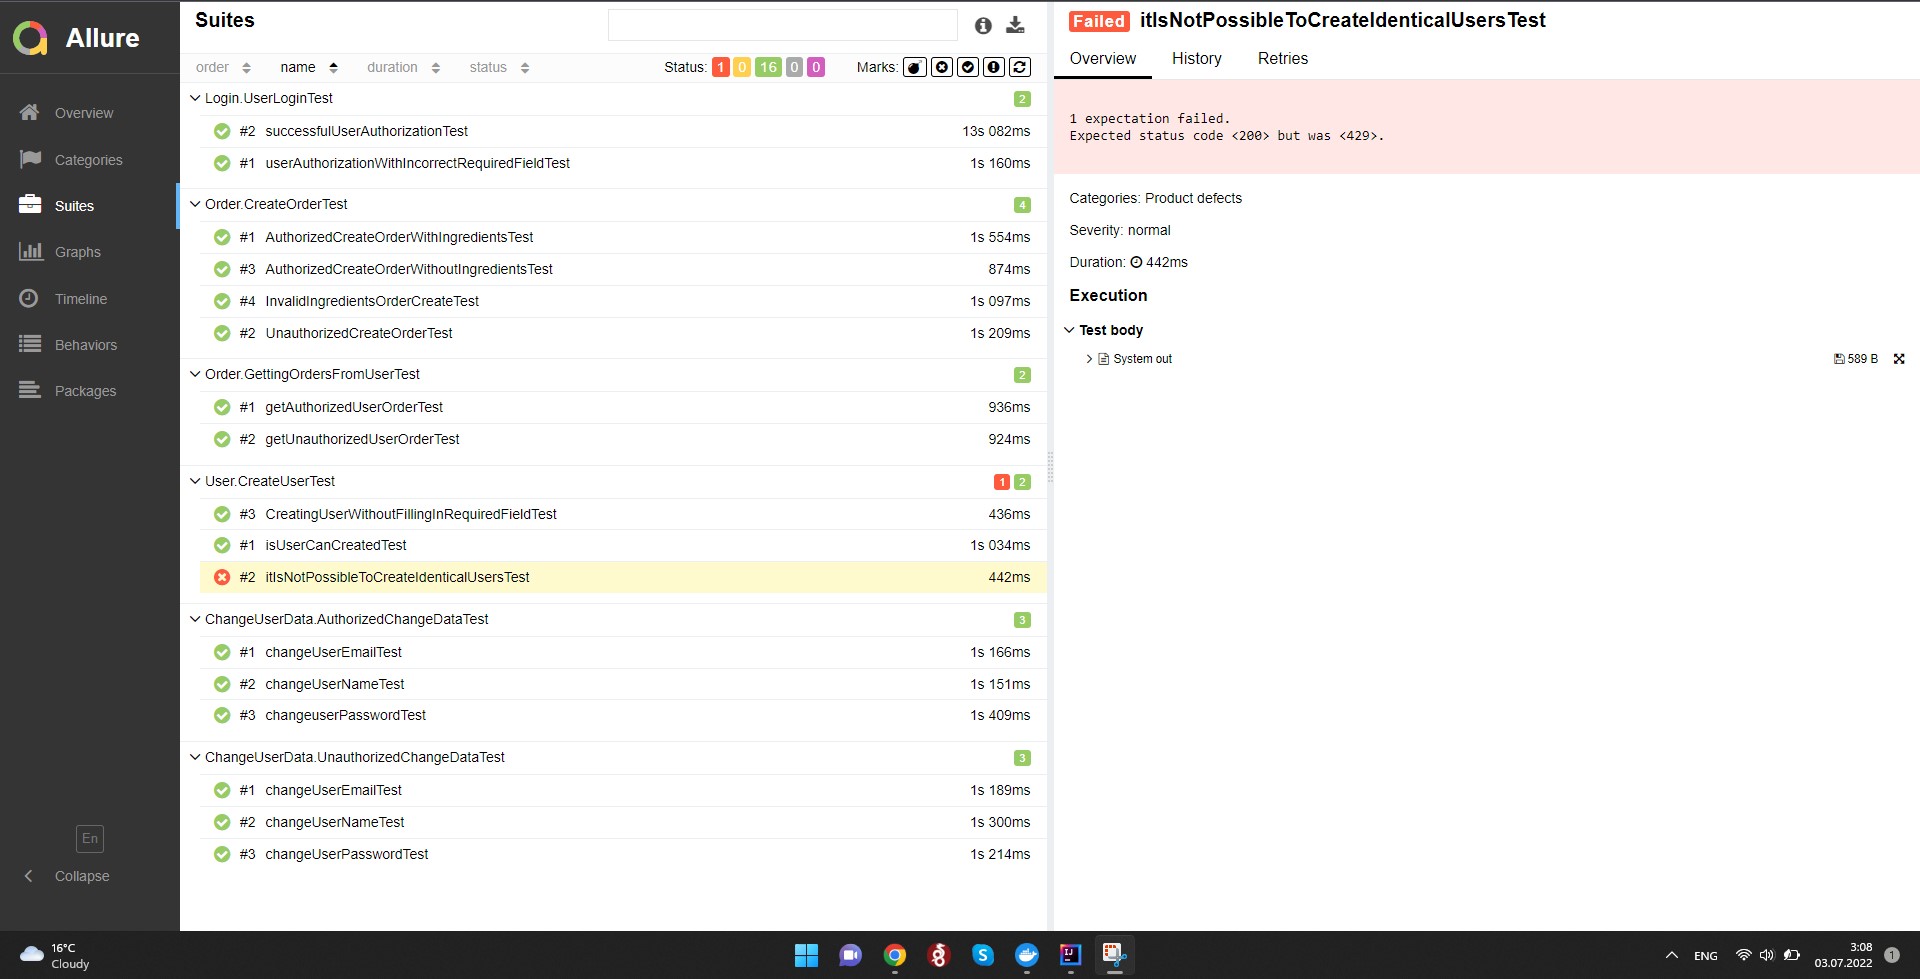 Allure
Overview
Categories
Suites
Graphs
Timeline
Behaviors
Packages
En
Collapse
Suites
order name duration status Status: 1 0 16 0 0 Marks:
Login.UserLoginTest 2
#2 successfulUserAuthorizationTest 13s 082ms
#1 userAuthorizationWithIncorrectRequiredFieldTest 1s 160ms
Order.CreateOrderTest 4
#1 AuthorizedCreateOrderWithIngredientsTest 1s 554ms
#3 AuthorizedCreateOrderWithoutIngredientsTest 874ms
#4 InvalidIngredientsOrderCreateTest 1s 097ms
#2 UnauthorizedCreateOrderTest 1s 209ms
Order.GettingOrdersFromUserTest 2
#1 getAuthorizedUserOrderTest 936ms
#2 getUnauthorizedUserOrderTest 924ms
User.CreateUserTest 1 2
#3 CreatingUserWithoutFillingInRequiredFieldTest 436ms
#1 isUserCanCreatedTest 1s 034ms
#2 itIsNotPossibleToCreateIdenticalUsersTest 442ms
ChangeUserData.AuthorizedChangeDataTest 3
#1 changeUserEmailTest 1s 166ms
#2 changeUserNameTest 1s 151ms
#3 changeuserPasswordTest 1s 409ms
ChangeUserData.UnauthorizedChangeDataTest 3
#1 changeUserEmailTest 1s 189ms
#2 changeUserNameTest 1s 300ms
#3 changeUserPasswordTest 1s 214ms
Failed itIsNotPossibleToCreateIdenticalUsersTest
Overview History Retries
1 expectation failed.
Expected status code <200> but was <429>.
Categories: Product defects
Severity: normal
Duration: 442ms
Execution
Test body
System out 589 B
16°C
Cloudy
ENG
3:08
03.07.2022
1